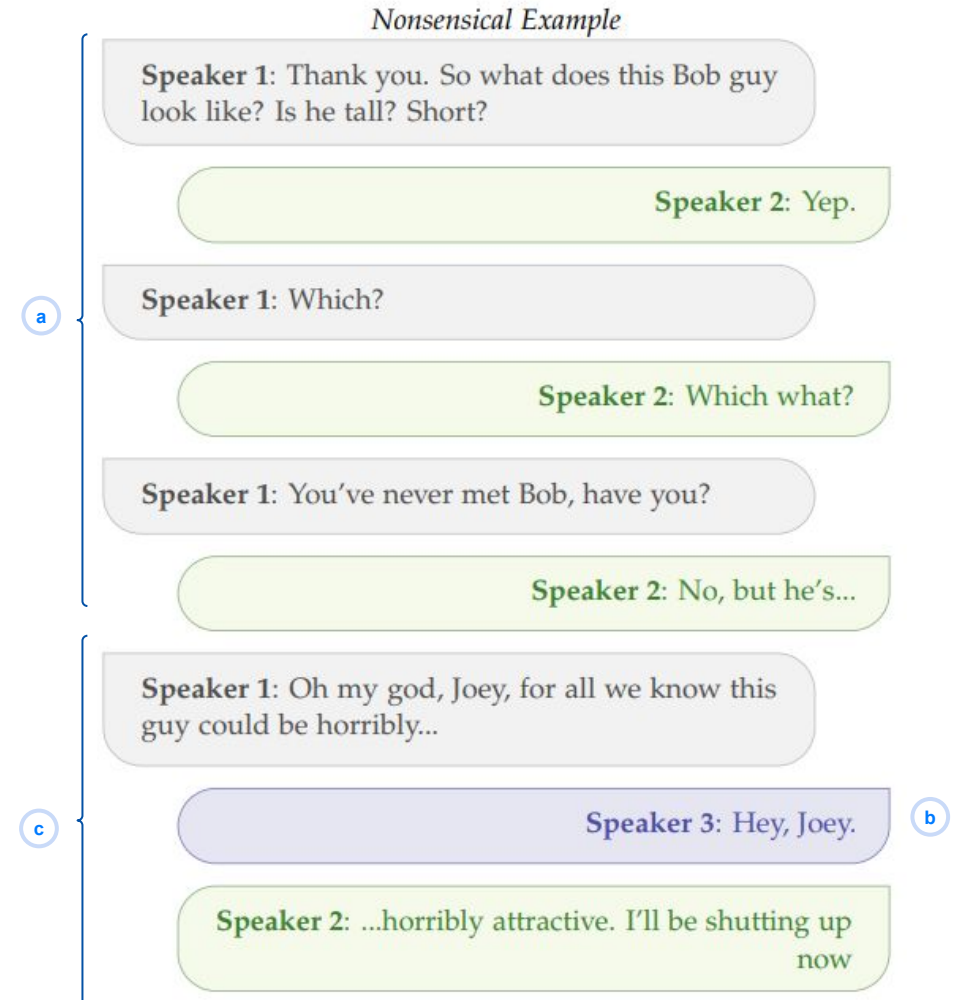 Nonsensical Example
Speaker 1: Thank you. So what does this Bob guy
look like? Is he tall? Short?
Speaker 2: Yep.
Speaker 1: Which?
a
Speaker 2: Which what?
Speaker 1: You've never met Bob, have you?
Speaker 2: No, but he's...
Speaker 1: Oh my god, Joey, for all we know this
guy could be horribly...
Speaker 3: Hey, Joey.
b
c
Speaker 2: ...horribly attractive. I'll be shutting up
now